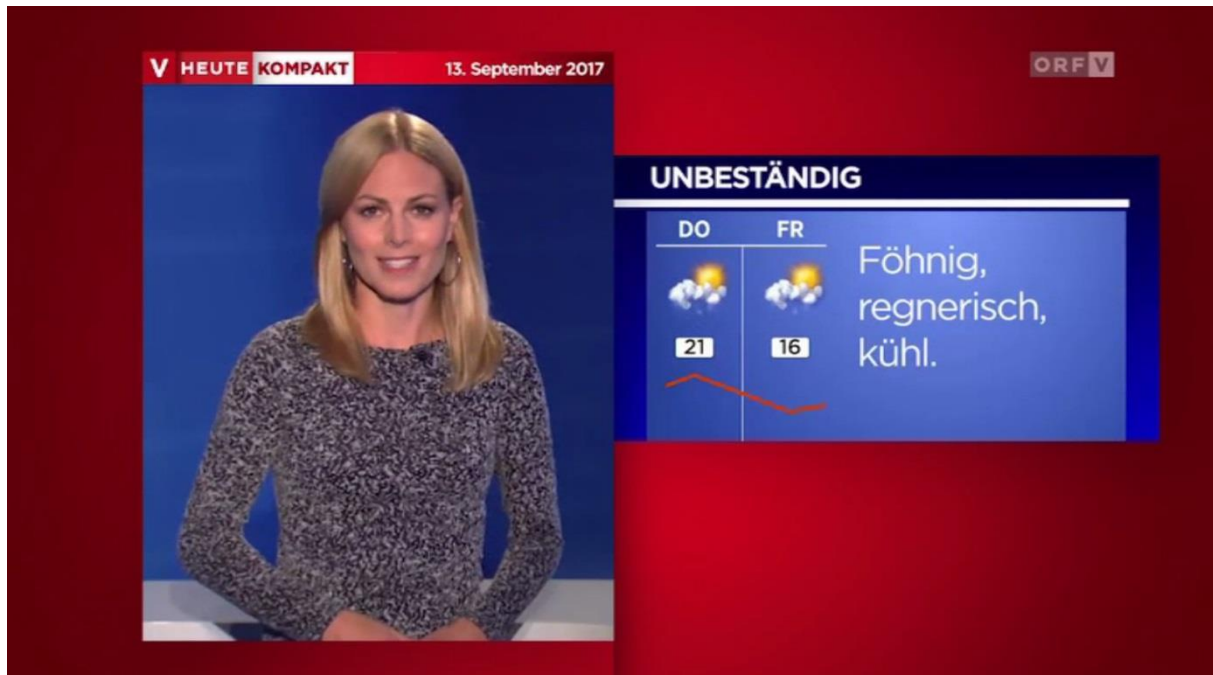 V HEUTE KOMPAKT 13. September 2017
ORF V
UNBESTÄNDIG
DO FR
21 16
Föhnig,
regnerisch,
kühl.